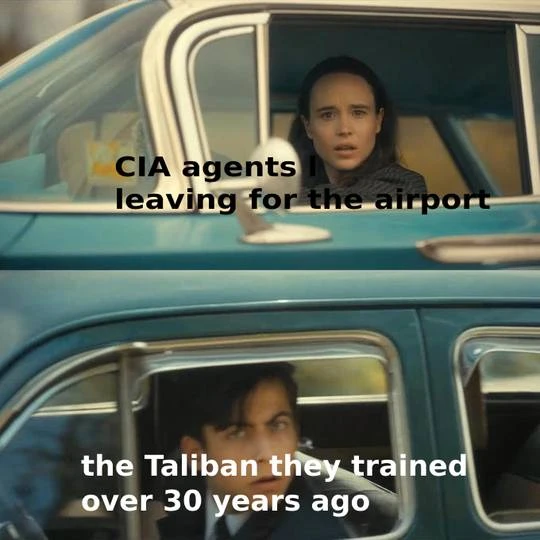 CIA agents I
leaving for the airport
the Taliban they trained
over 30 years ago